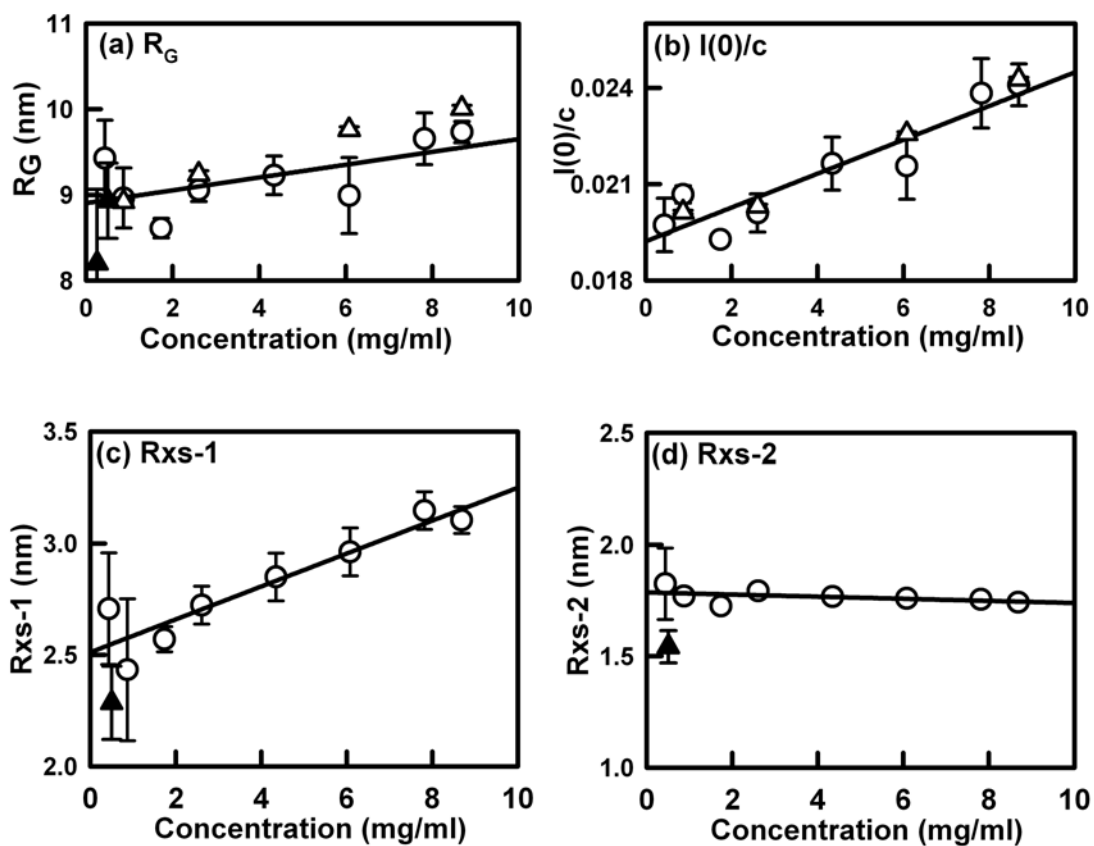 (a) RG
RG (nm)
11
10
9
8
0 2 4 6 8 10
Concentration (mg/ml)
(b) I(0)/c
I(0)/c
0.024
0.021
0.018
0 2 4 6 8 10
Concentration (mg/ml)
(c) Rxs-1
Rxs-1 (nm)
3.5
3.0
2.5
2.0
0 2 4 6 8 10
Concentration (mg/ml)
(d) Rxs-2
Rxs-2 (nm)
2.5
2.0
1.5
1.0
0 2 4 6 8 10
Concentration (mg/ml)